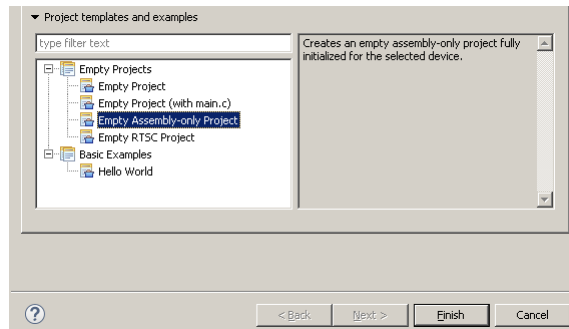 Project templates and examples
type filter text
Creates an empty assembly-only project fully
initialized for the selected device.
Empty Projects
Empty Project
Empty Project (with main.c)
Empty Assembly-only Project
Empty RTSC Project
Basic Examples
Hello World
?
< Back
Next >
Finish
Cancel